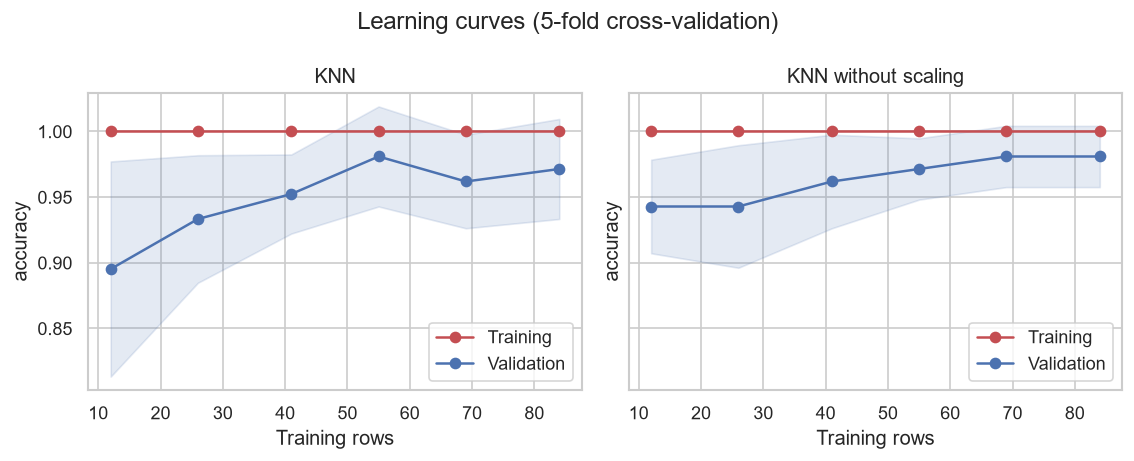 Learning curves (5-fold cross-validation)
KNN
accuracy
1.00
0.95
0.90
0.85
Training
Validation
10 20 30 40 50 60 70 80
Training rows
KNN without scaling
accuracy
Training
Validation
10 20 30 40 50 60 70 80
Training rows